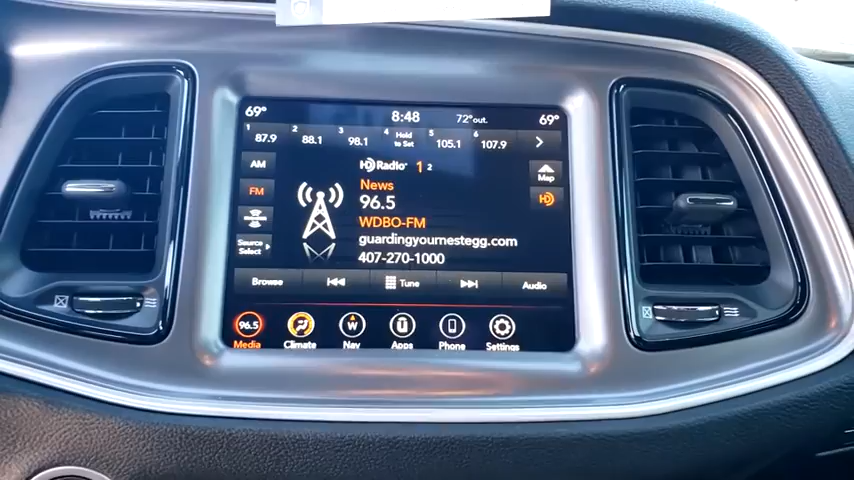 69° 8:48 72° out. 69°
1 87.9 2 88.1 3 98.1 4 Hold to Set 5 105.1 6 107.9
AM
FM
Source Select
HD Radio 1 2
News
96.5
WDBO-FM
guardingyournestegg.com
407-270-1000
Map
HD
Browse Tune Audio
96.5 W
Media Climate Nav Apps Phone Settings